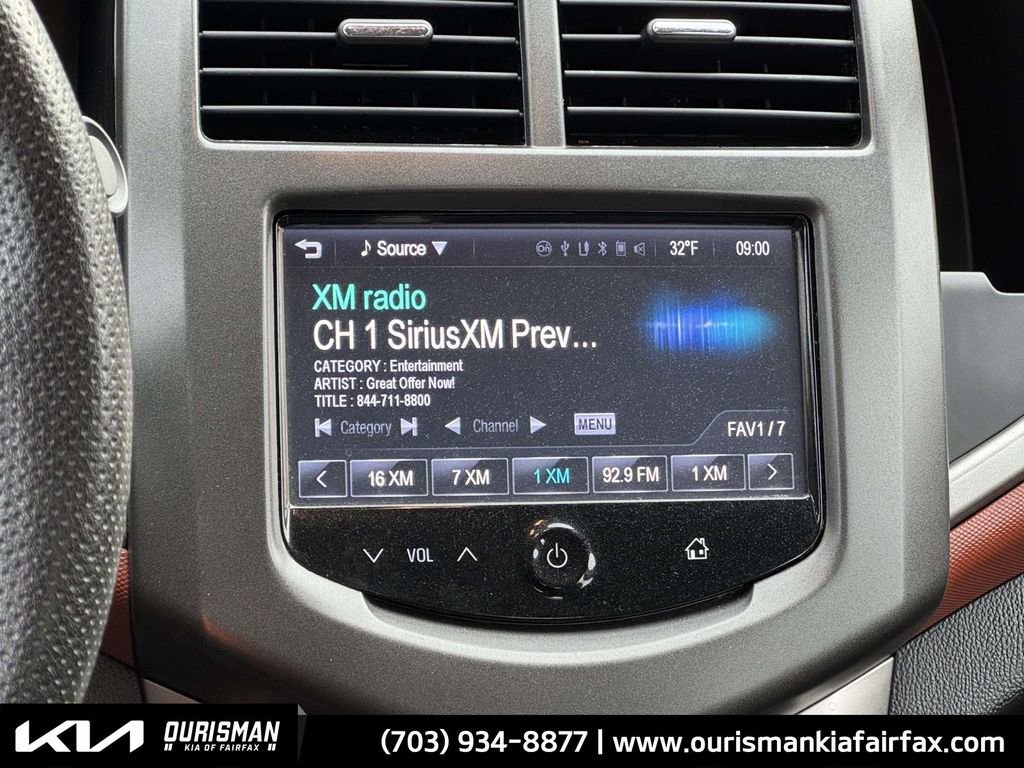 Source 32°F 09:00
XM radio
CH 1 SiriusXM Prev...
CATEGORY : Entertainment
ARTIST : Great Offer Now!
TITLE : 844-711-8800
Category Channel MENU FAV1/7
< 16 XM 7 XM 1 XM 92.9 FM 1 XM >
VOL
KIA OURISMAN
KIA OF FAIRFAX
(703) 934-8877 | www.ourismankiafairfax.com